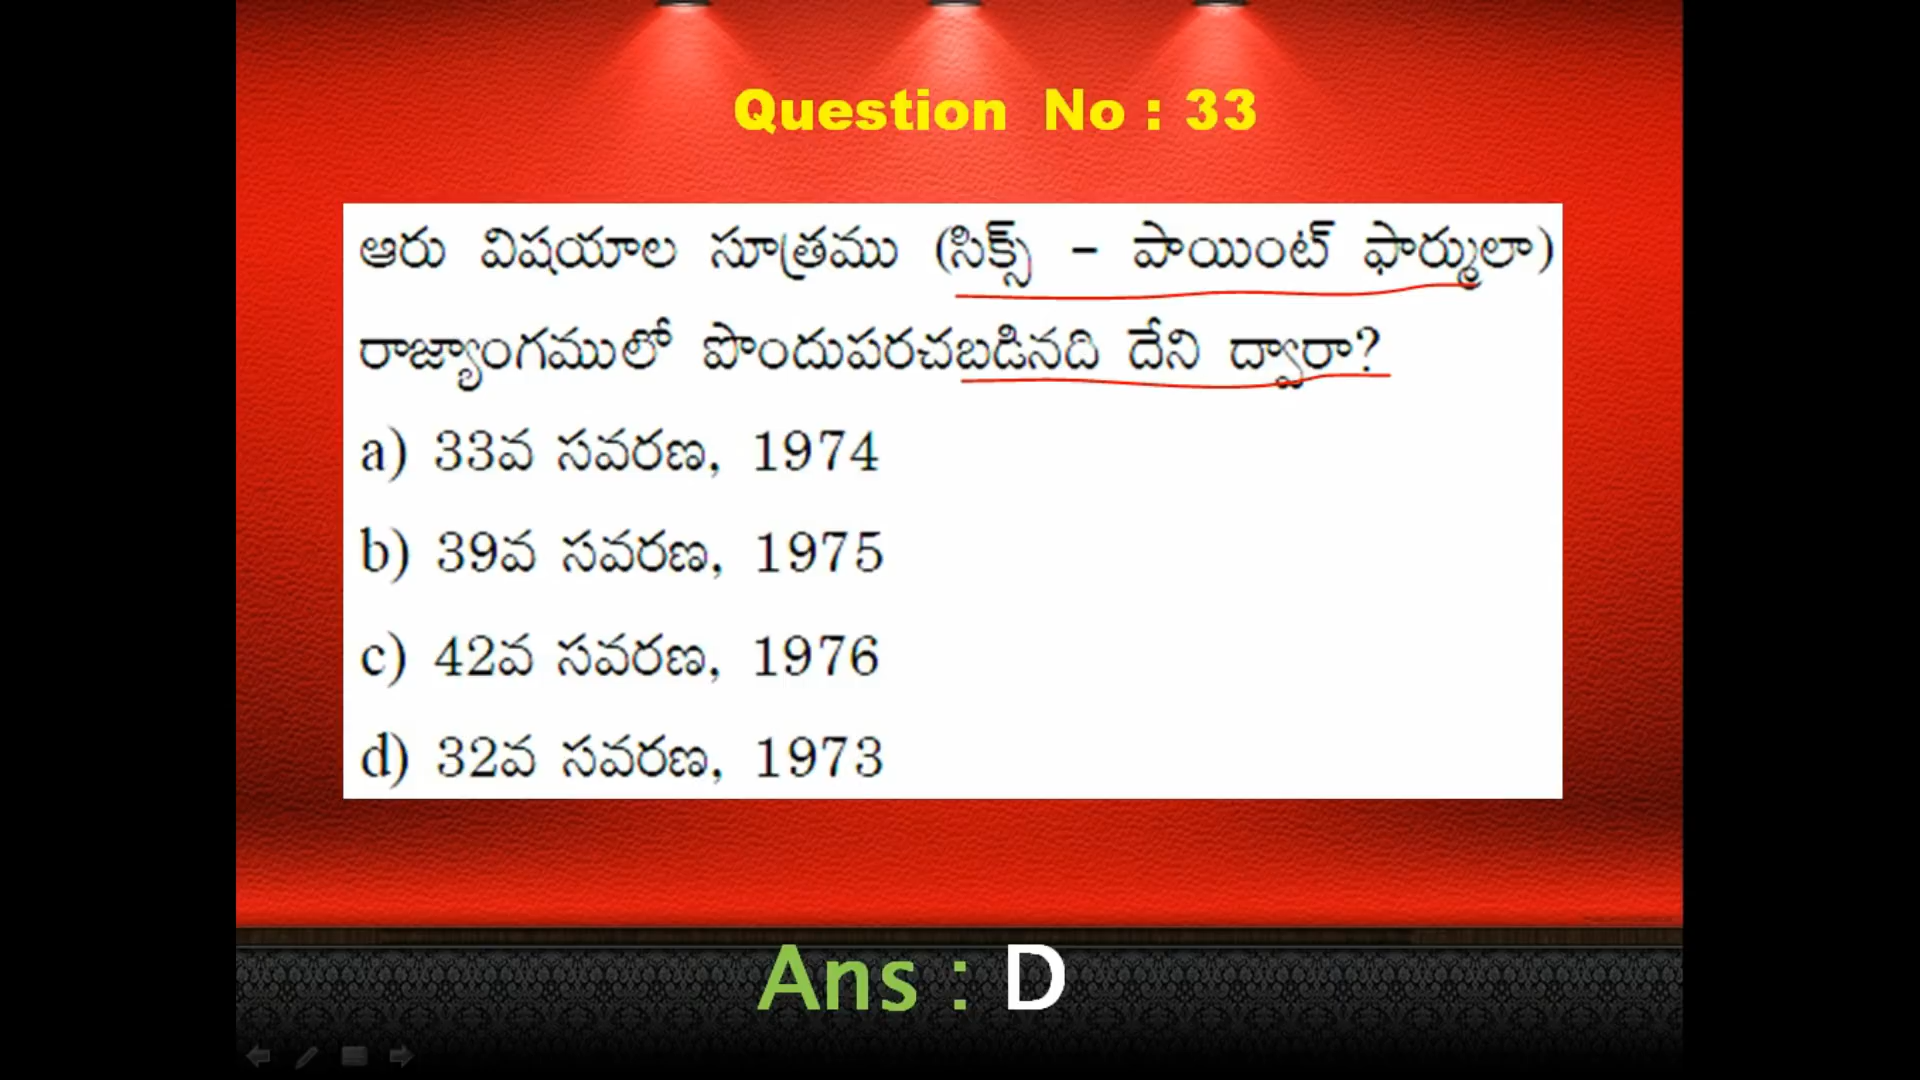 Question No : 33
ఆరు విషయాల సూత్రము (సిక్స్ - పాయింట్ ఫార్ములా)
రాజ్యాంగములో పొందుపరచబడినది దేని ద్వారా?
a) 33వ సవరణ, 1974
b) 39వ సవరణ, 1975
c) 42వ సవరణ, 1976
d) 32వ సవరణ, 1973
Ans : D